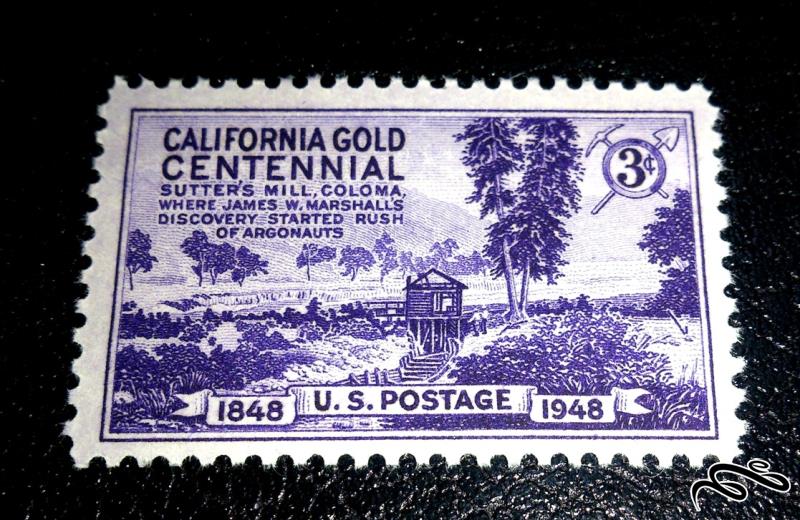 CALIFORNIA GOLD
CENTENNIAL
SUTTER'S MILL, COLOMA,
WHERE JAMES W. MARSHALL'S
DISCOVERY STARTED RUSH
OF ARGONAUTS
3¢
1848 U.S. POSTAGE 1948